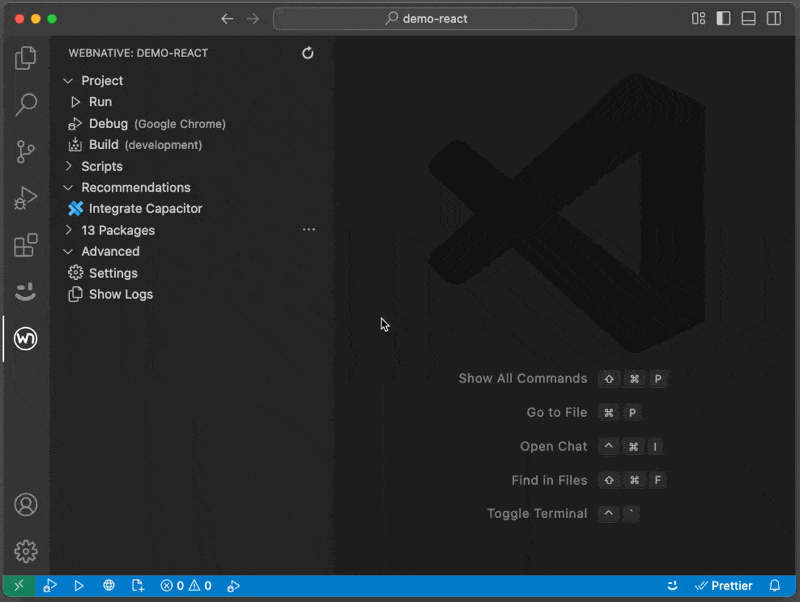 demo-react
WEBNATIVE: DEMO-REACT
Project
Run
Debug (Google Chrome)
Build (development)
Scripts
Recommendations
Integrate Capacitor
13 Packages
Advanced
Settings
Show Logs
Show All Commands ⇧ ⌘ P
Go to File ⌘ P
Open Chat ^ ⌘ I
Find in Files ⇧ ⌘ F
Toggle Terminal ^ `
0 0 Prettier